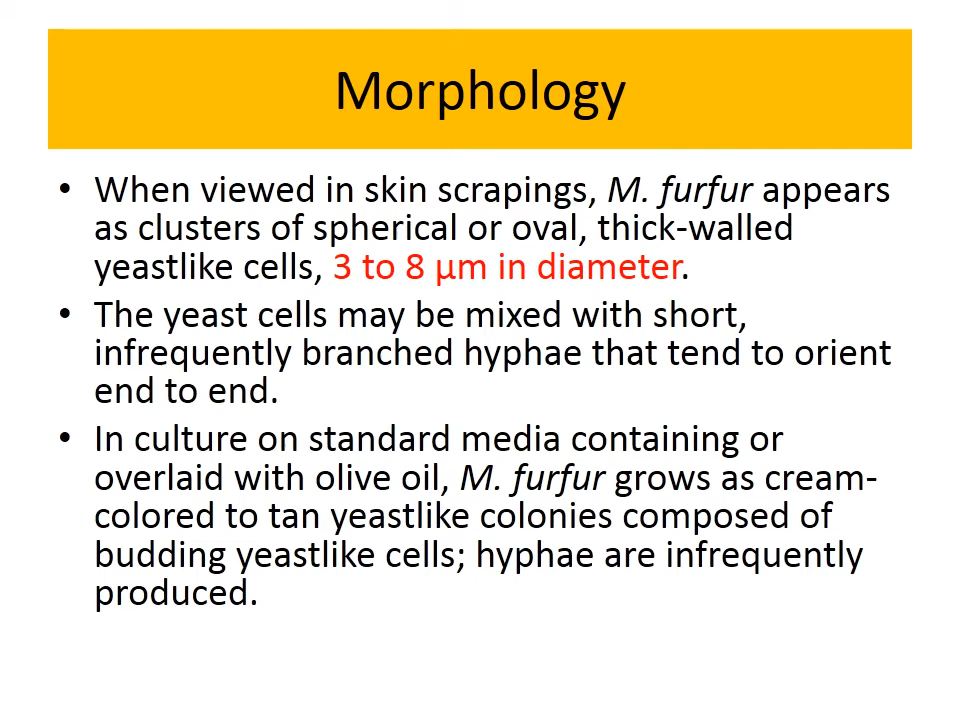 Morphology
• When viewed in skin scrapings, M. furfur appears
as clusters of spherical or oval, thick-walled
yeastlike cells, 3 to 8 μm in diameter.
• The yeast cells may be mixed with short,
infrequently branched hyphae that tend to orient
end to end.
• In culture on standard media containing or
overlaid with olive oil, M. furfur grows as cream-
colored to tan yeastlike colonies composed of
budding yeastlike cells; hyphae are infrequently
produced.